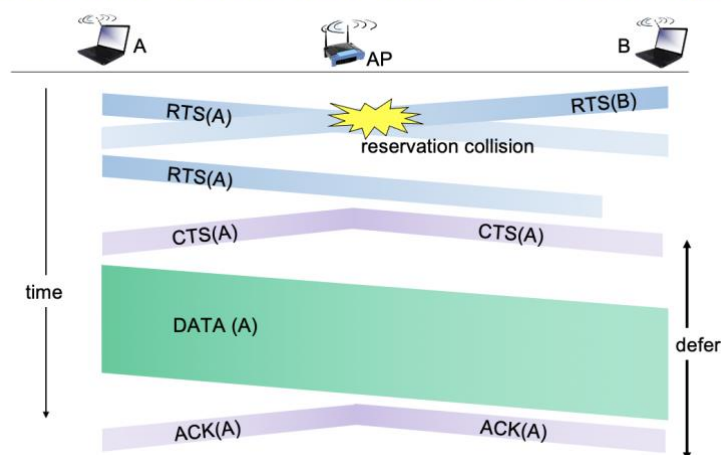 A
AP
B
RTS(A)
RTS(B)
reservation collision
RTS(A)
CTS(A)
CTS(A)
time
DATA (A)
defer
ACK(A)
ACK(A)